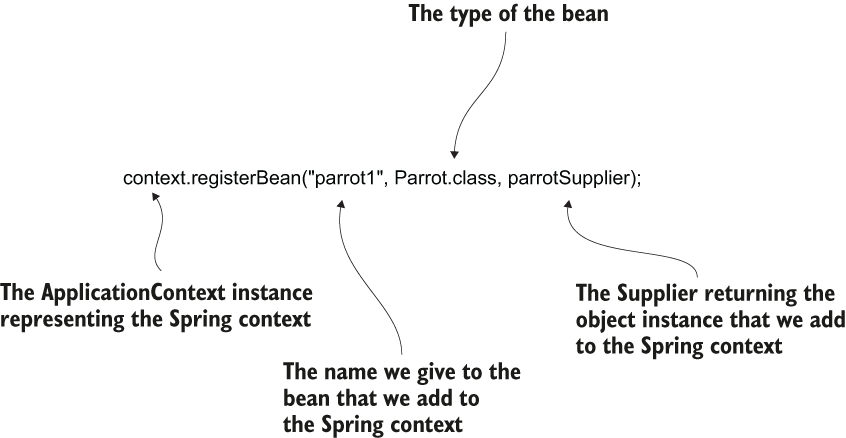 The type of the bean
context.registerBean("parrot1", Parrot.class, parrotSupplier);
The ApplicationContext instance
representing the Spring context
The name we give to the
bean that we add to
the Spring context
The Supplier returning the
object instance that we add
to the Spring context